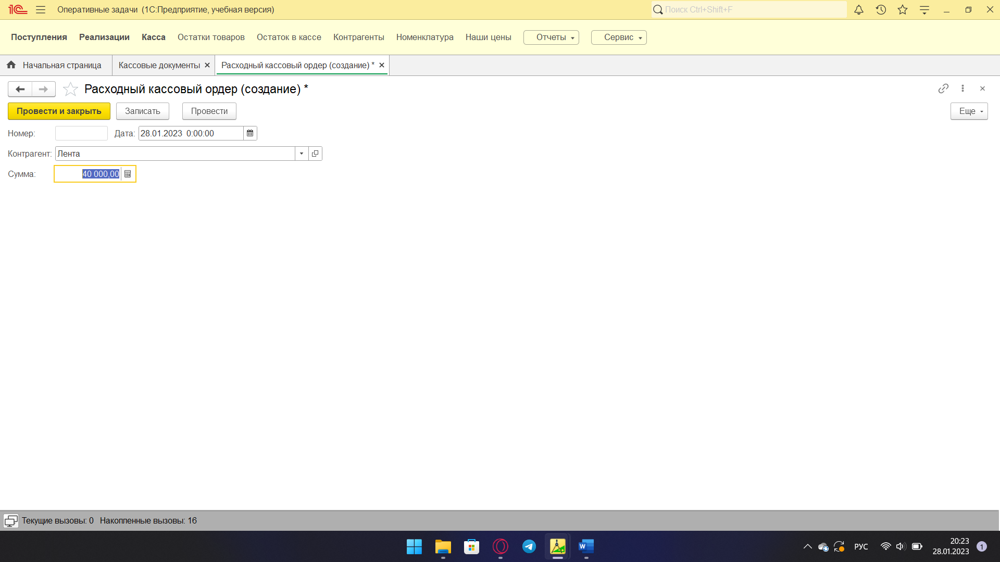 1С Оперативные задачи (1С:Предприятие, учебная версия) Поиск Ctrl+Shift+F
Поступления Реализации Касса Остатки товаров Остаток в кассе Контрагенты Номенклатура Наши цены Отчеты Сервис
Начальная страница Кассовые документы Расходный кассовый ордер (создание) *
Расходный кассовый ордер (создание) *
Провести и закрыть Записать Провести Еще
Номер: Дата: 28.01.2023 0:00:00
Контрагент: Лента
Сумма: 40 000,00
Текущие вызовы: 0 Накопленные вызовы: 16
W РУС 20:23
28.01.2023 1